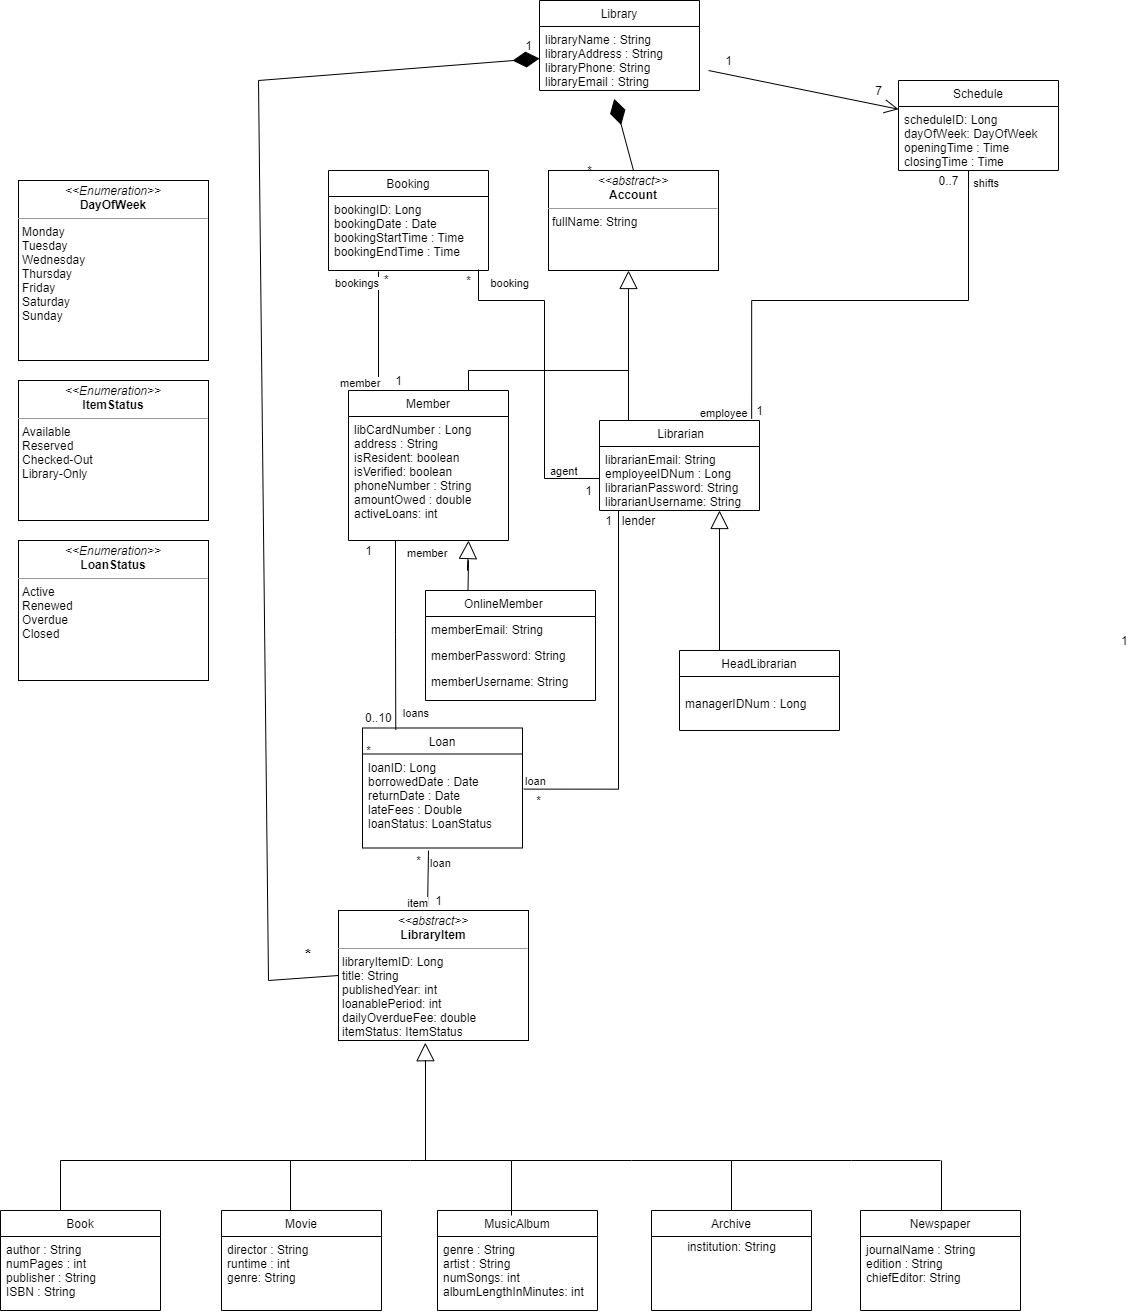 Library
libraryName : String
libraryAddress : String
libraryPhone: String
libraryEmail : String
1
1
7
Schedule
scheduleID: Long
dayOfWeek: DayOfWeek
openingTime : Time
closingTime : Time
0..7
shifts
*
<<abstract>>
Account
fullName: String
Booking
bookingID: Long
bookingDate : Date
bookingStartTime : Time
bookingEndTime : Time
bookings
*
*
booking
<<Enumeration>>
DayOfWeek
Monday
Tuesday
Wednesday
Thursday
Friday
Saturday
Sunday
<<Enumeration>>
ItemStatus
Available
Reserved
Checked-Out
Library-Only
<<Enumeration>>
LoanStatus
Active
Renewed
Overdue
Closed
member
1
Member
libCardNumber : Long
address : String
isResident: boolean
isVerified: boolean
phoneNumber : String
amountOwed : double
activeLoans: int
employee
1
Librarian
librarianEmail: String
employeeIDNum : Long
librarianPassword: String
librarianUsername: String
agent
1
1
lender
1
member
OnlineMember
memberEmail: String
memberPassword: String
memberUsername: String
HeadLibrarian
managerIDNum : Long
1
0..10
loans
Loan
*
loanID: Long
borrowedDate : Date
returnDate : Date
lateFees : Double
loanStatus: LoanStatus
loan
*
*
loan
item
1
*
<<abstract>>
LibraryItem
libraryItemID: Long
title: String
publishedYear: int
loanablePeriod: int
dailyOverdueFee: double
itemStatus: ItemStatus
Book
author : String
numPages : int
publisher : String
ISBN : String
Movie
director : String
runtime : int
genre: String
MusicAlbum
genre : String
artist : String
numSongs: int
albumLengthInMinutes: int
Archive
institution: String
Newspaper
journalName : String
edition : String
chiefEditor: String